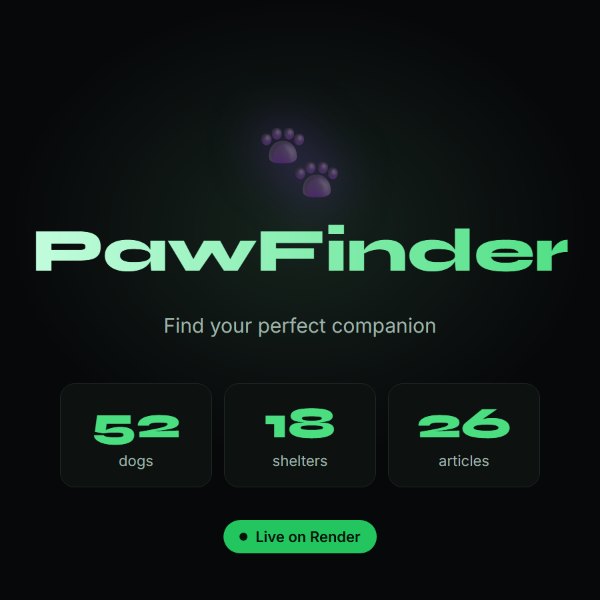 PawFinder
Find your perfect companion
52 18 26
dogs shelters articles
Live on Render